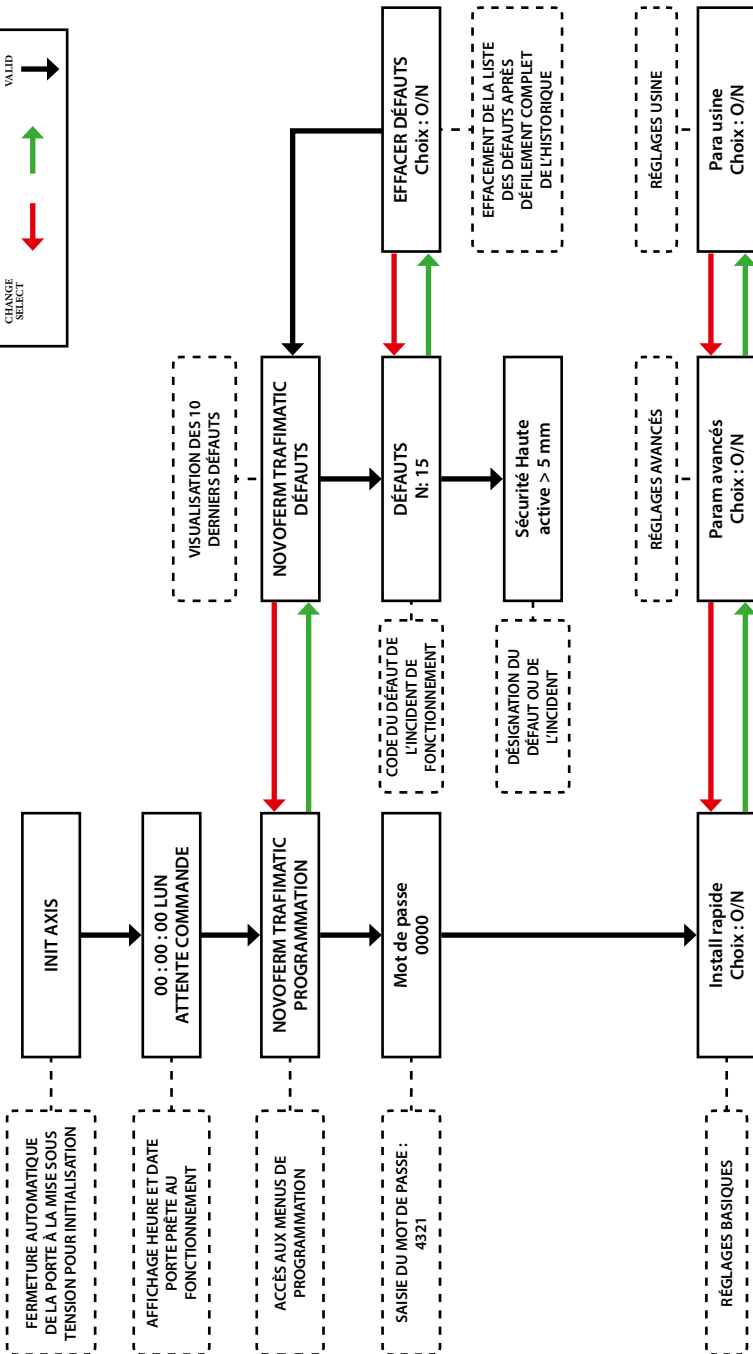 CHANGE
SELECT
VALID
FERMETURE AUTOMATIQUE
DE LA PORTE À LA MISE SOUS
TENSION POUR INITIALISATION
INIT AXIS
AFFICHAGE HEURE ET DATE
PORTE PRÊTE AU
FONCTIONNEMENT
00 : 00 : 00 LUN
ATTENTE COMMANDE
VISUALISATION DES 10
DERNIERS DÉFAUTS
ACCÈS AUX MENUS DE
PROGRAMMATION
NOVOFERM TRAFIMATIC
PROGRAMMATION
NOVOFERM TRAFIMATIC
DÉFAUTS
SAISIE DU MOT DE PASSE :
4321
Mot de passe
0000
CODE DU DÉFAUT DE
L'INCIDENT DE
FONCTIONNEMENT
DÉFAUTS
N: 15
EFFACER DÉFAUTS
Choix : O/N
DÉSIGNATION DU
DÉFAUT OU DE
L'INCIDENT
Sécurité Haute
active > 5 mm
EFFACEMENT DE LA LISTE
DES DÉFAUTS APRÈS
DÉFILEMENT COMPLET
DE L'HISTORIQUE
RÉGLAGES AVANCÉS
RÉGLAGES USINE
RÉGLAGES BASIQUES
Install rapide
Choix : O/N
Param avancés
Choix : O/N
Para usine
Choix : O/N